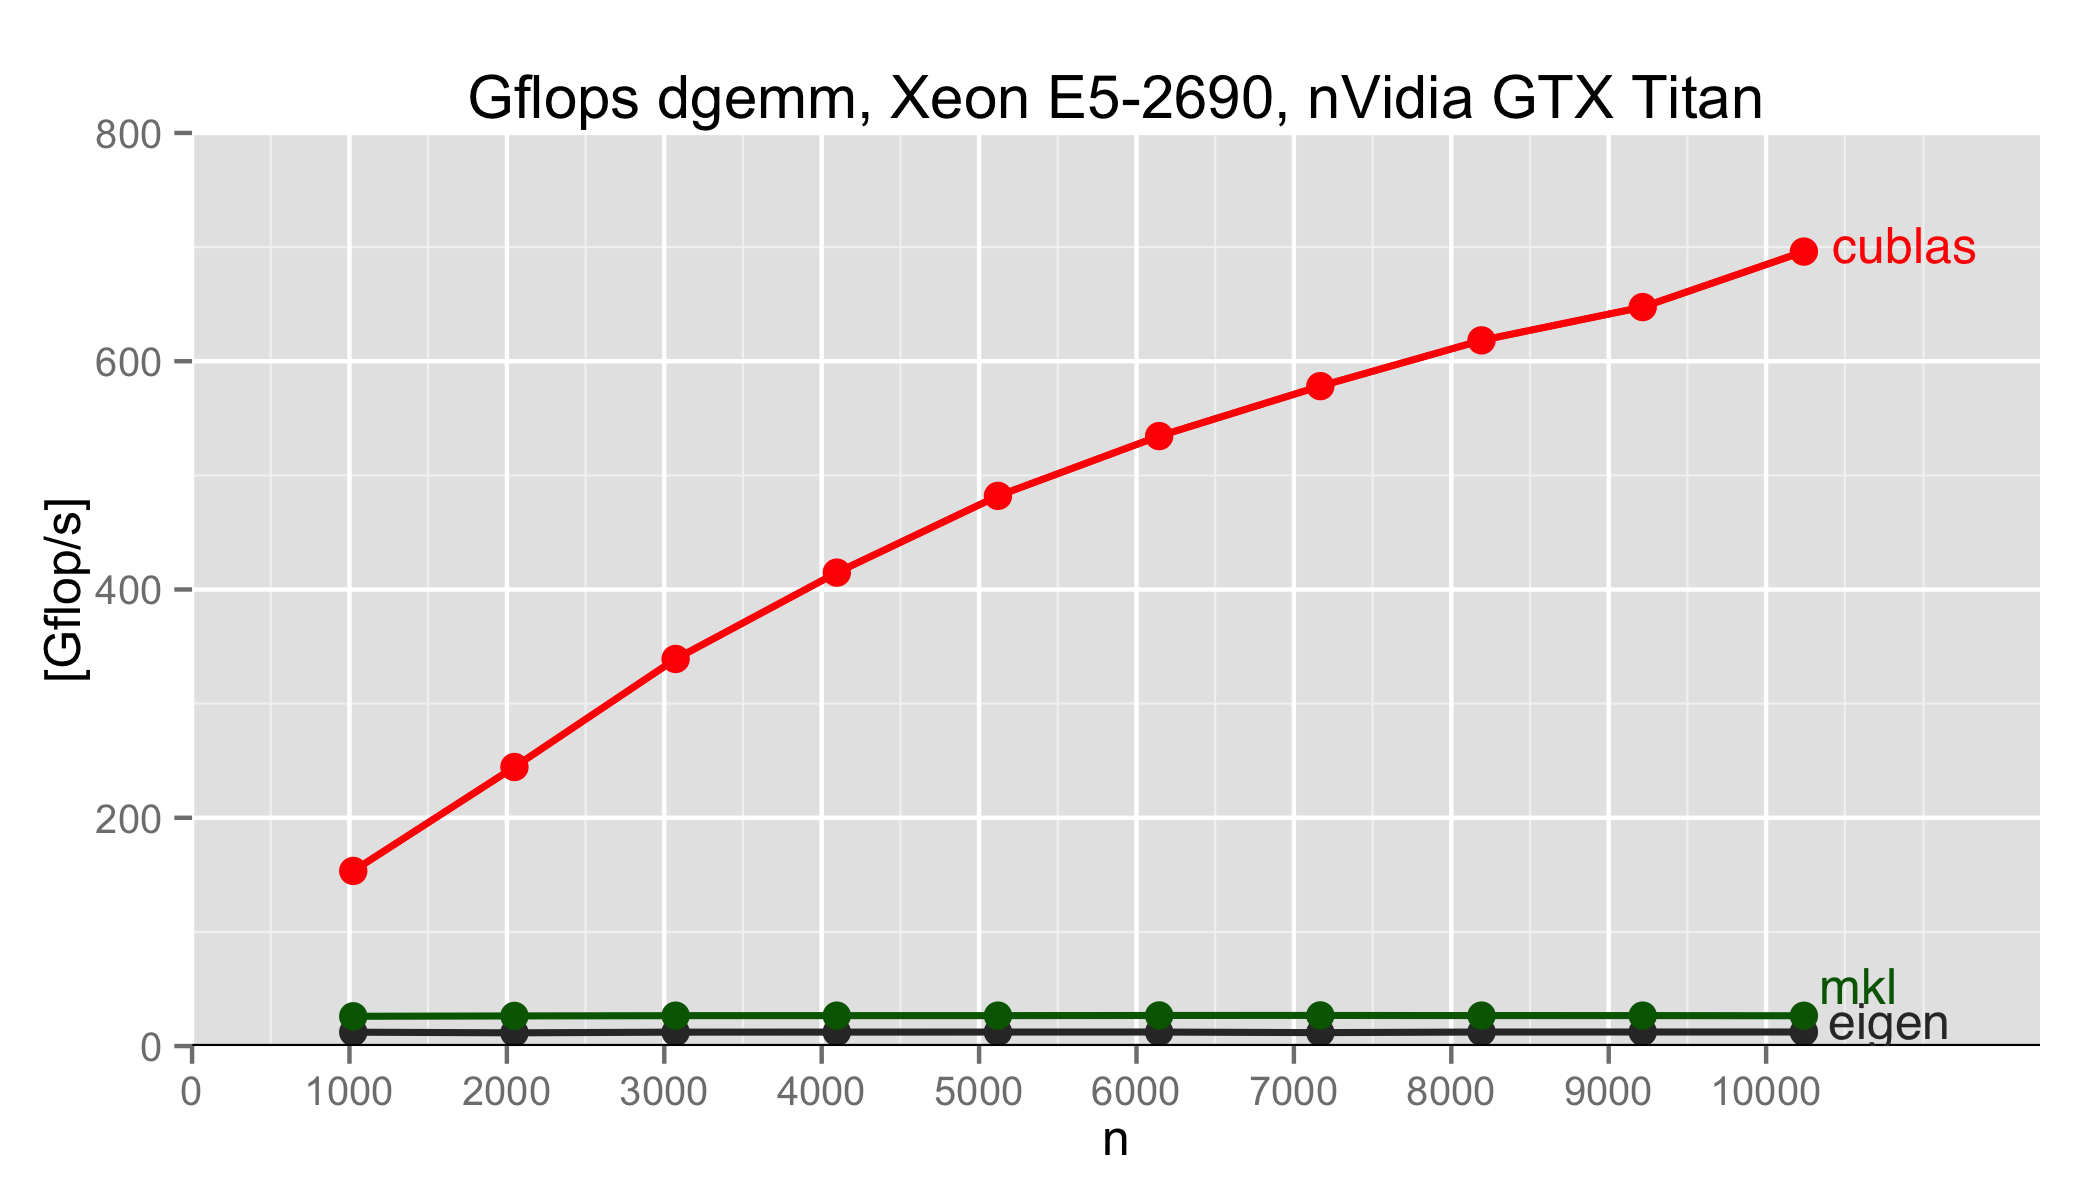 Gflops dgemm, Xeon E5-2690, nVidia GTX Titan
[Gflop/s]
800
600
400
200
0
cublas
mkl
eigen
0 1000 2000 3000 4000 5000 6000 7000 8000 9000 10000
n